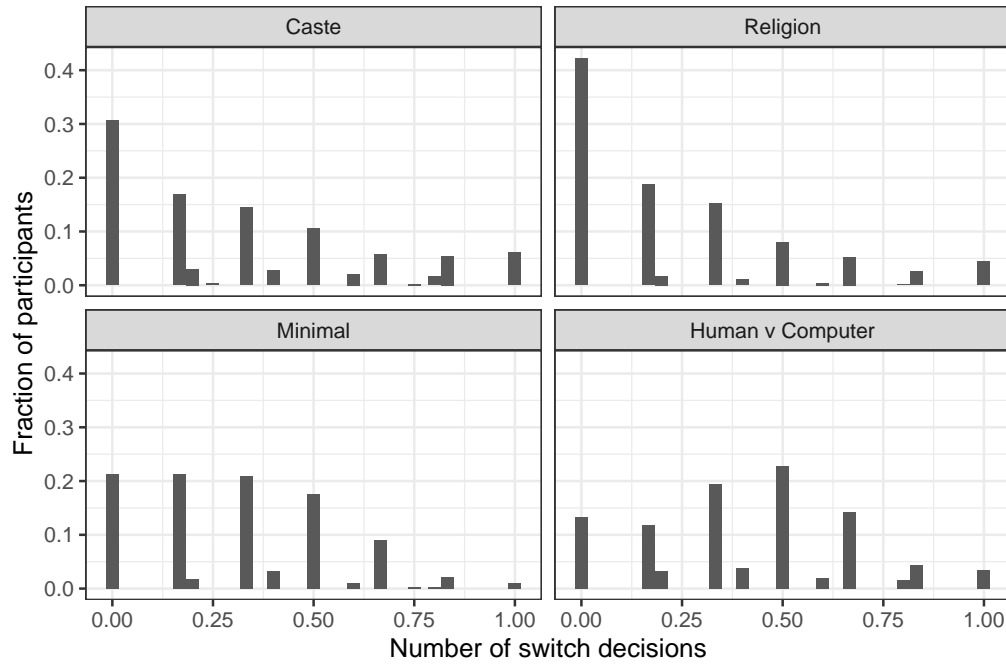 Caste
Religion
0.4
0.3
0.2
0.1
0.0
Minimal
Human v Computer
0.4
0.3
0.2
0.1
0.0
0.00 0.25 0.50 0.75 1.00 0.00 0.25 0.50 0.75 1.00
Number of switch decisions
Fraction of participants